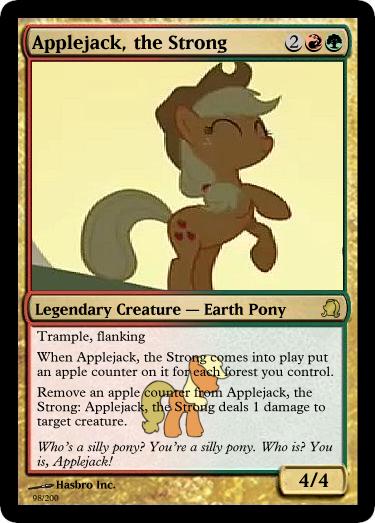 Applejack, the Strong 2
Legendary Creature — Earth Pony
Trample, flanking
When Applejack, the Strong comes into play put
an apple counter on it for each forest you control.
Remove an apple counter from Applejack, the
Strong: Applejack, the Strong deals 1 damage to
target creature.
Who's a silly pony? You're a silly pony. Who is? You
is, Applejack!
Hasbro Inc.
98/200
4/4